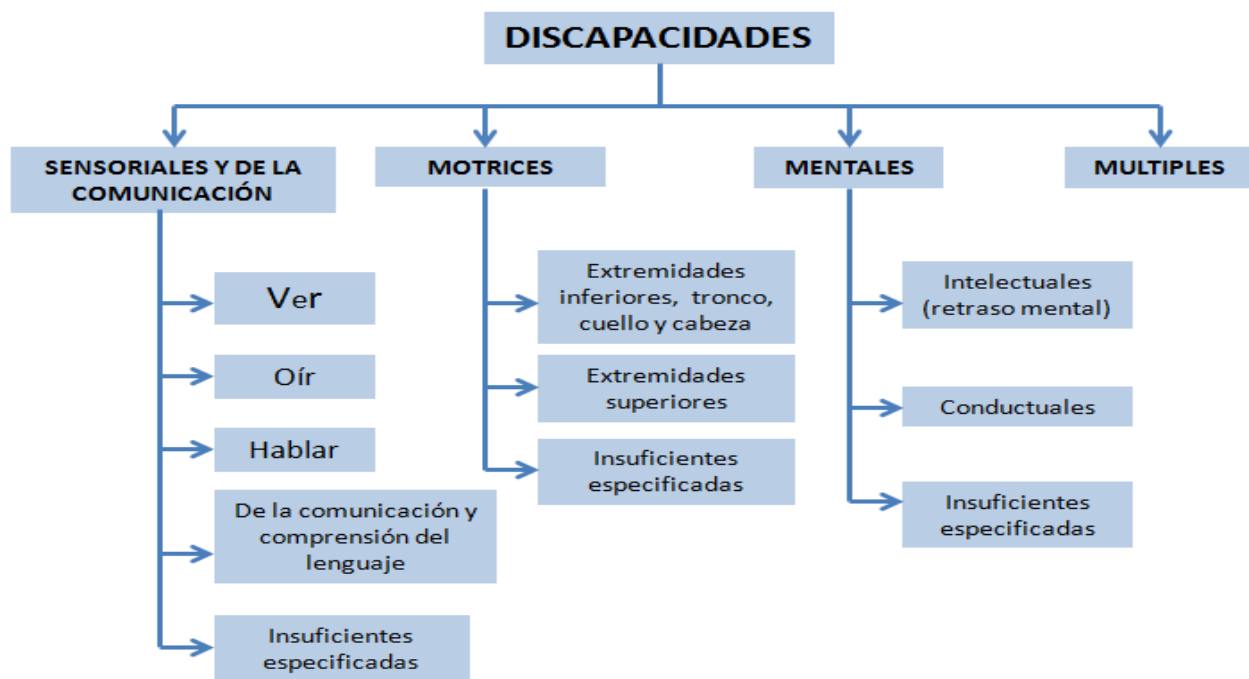 DISCAPACIDADES
SENSORIALES Y DE LA
COMUNICACIÓN
MOTRICES
MENTALES
MULTIPLES
Ver
Oír
Hablar
De la comunicación y
comprensión del
lenguaje
Insuficientes
especificadas
Extremidades
inferiores, tronco,
cuello y cabeza
Extremidades
superiores
Insuficientes
especificadas
Intelectuales
(retraso mental)
Conductuales
Insuficientes
especificadas